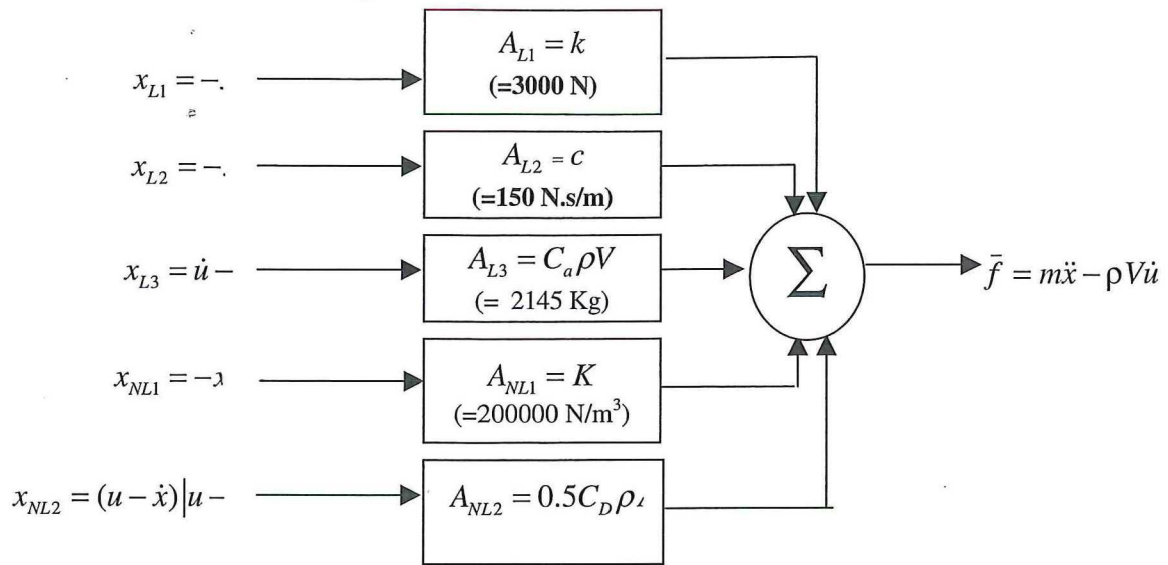 x_{L1} = -.
A_{L1} = k
(=3000 N)
x_{L2} = -.
A_{L2} = c
(=150 N.s/m)
x_{L3} = u̇ -
A_{L3} = C_a ρV
(= 2145 Kg)
Σ
f̄ = mẍ - ρVu̇
x_{NL1} = -
A_{NL1} = K
(=200000 N/m³)
x_{NL2} = (u - ẋ)|u -
A_{NL2} = 0.5C_D ρ